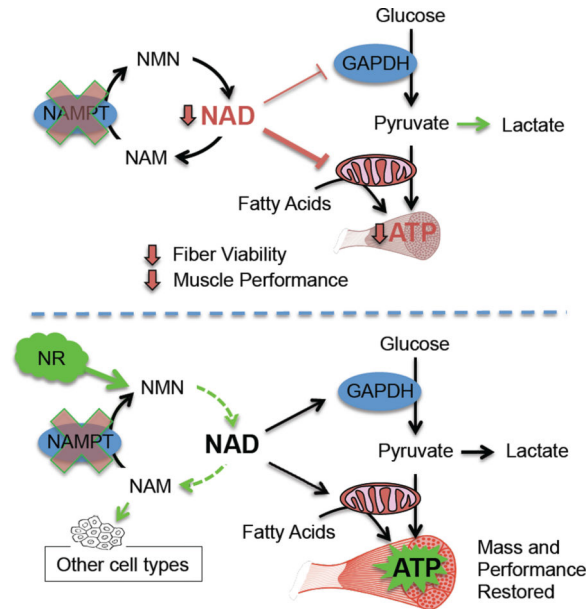 Glucose
NMN
GAPDH
NAMPT
NAD
Pyruvate
Lactate
NAM
Fatty Acids
ATP
Fiber Viability
Muscle Performance
Glucose
NR
NMN
GAPDH
NAMPT
NAD
Pyruvate
Lactate
NAM
Fatty Acids
Other cell types
ATP
Mass and
Performance
Restored